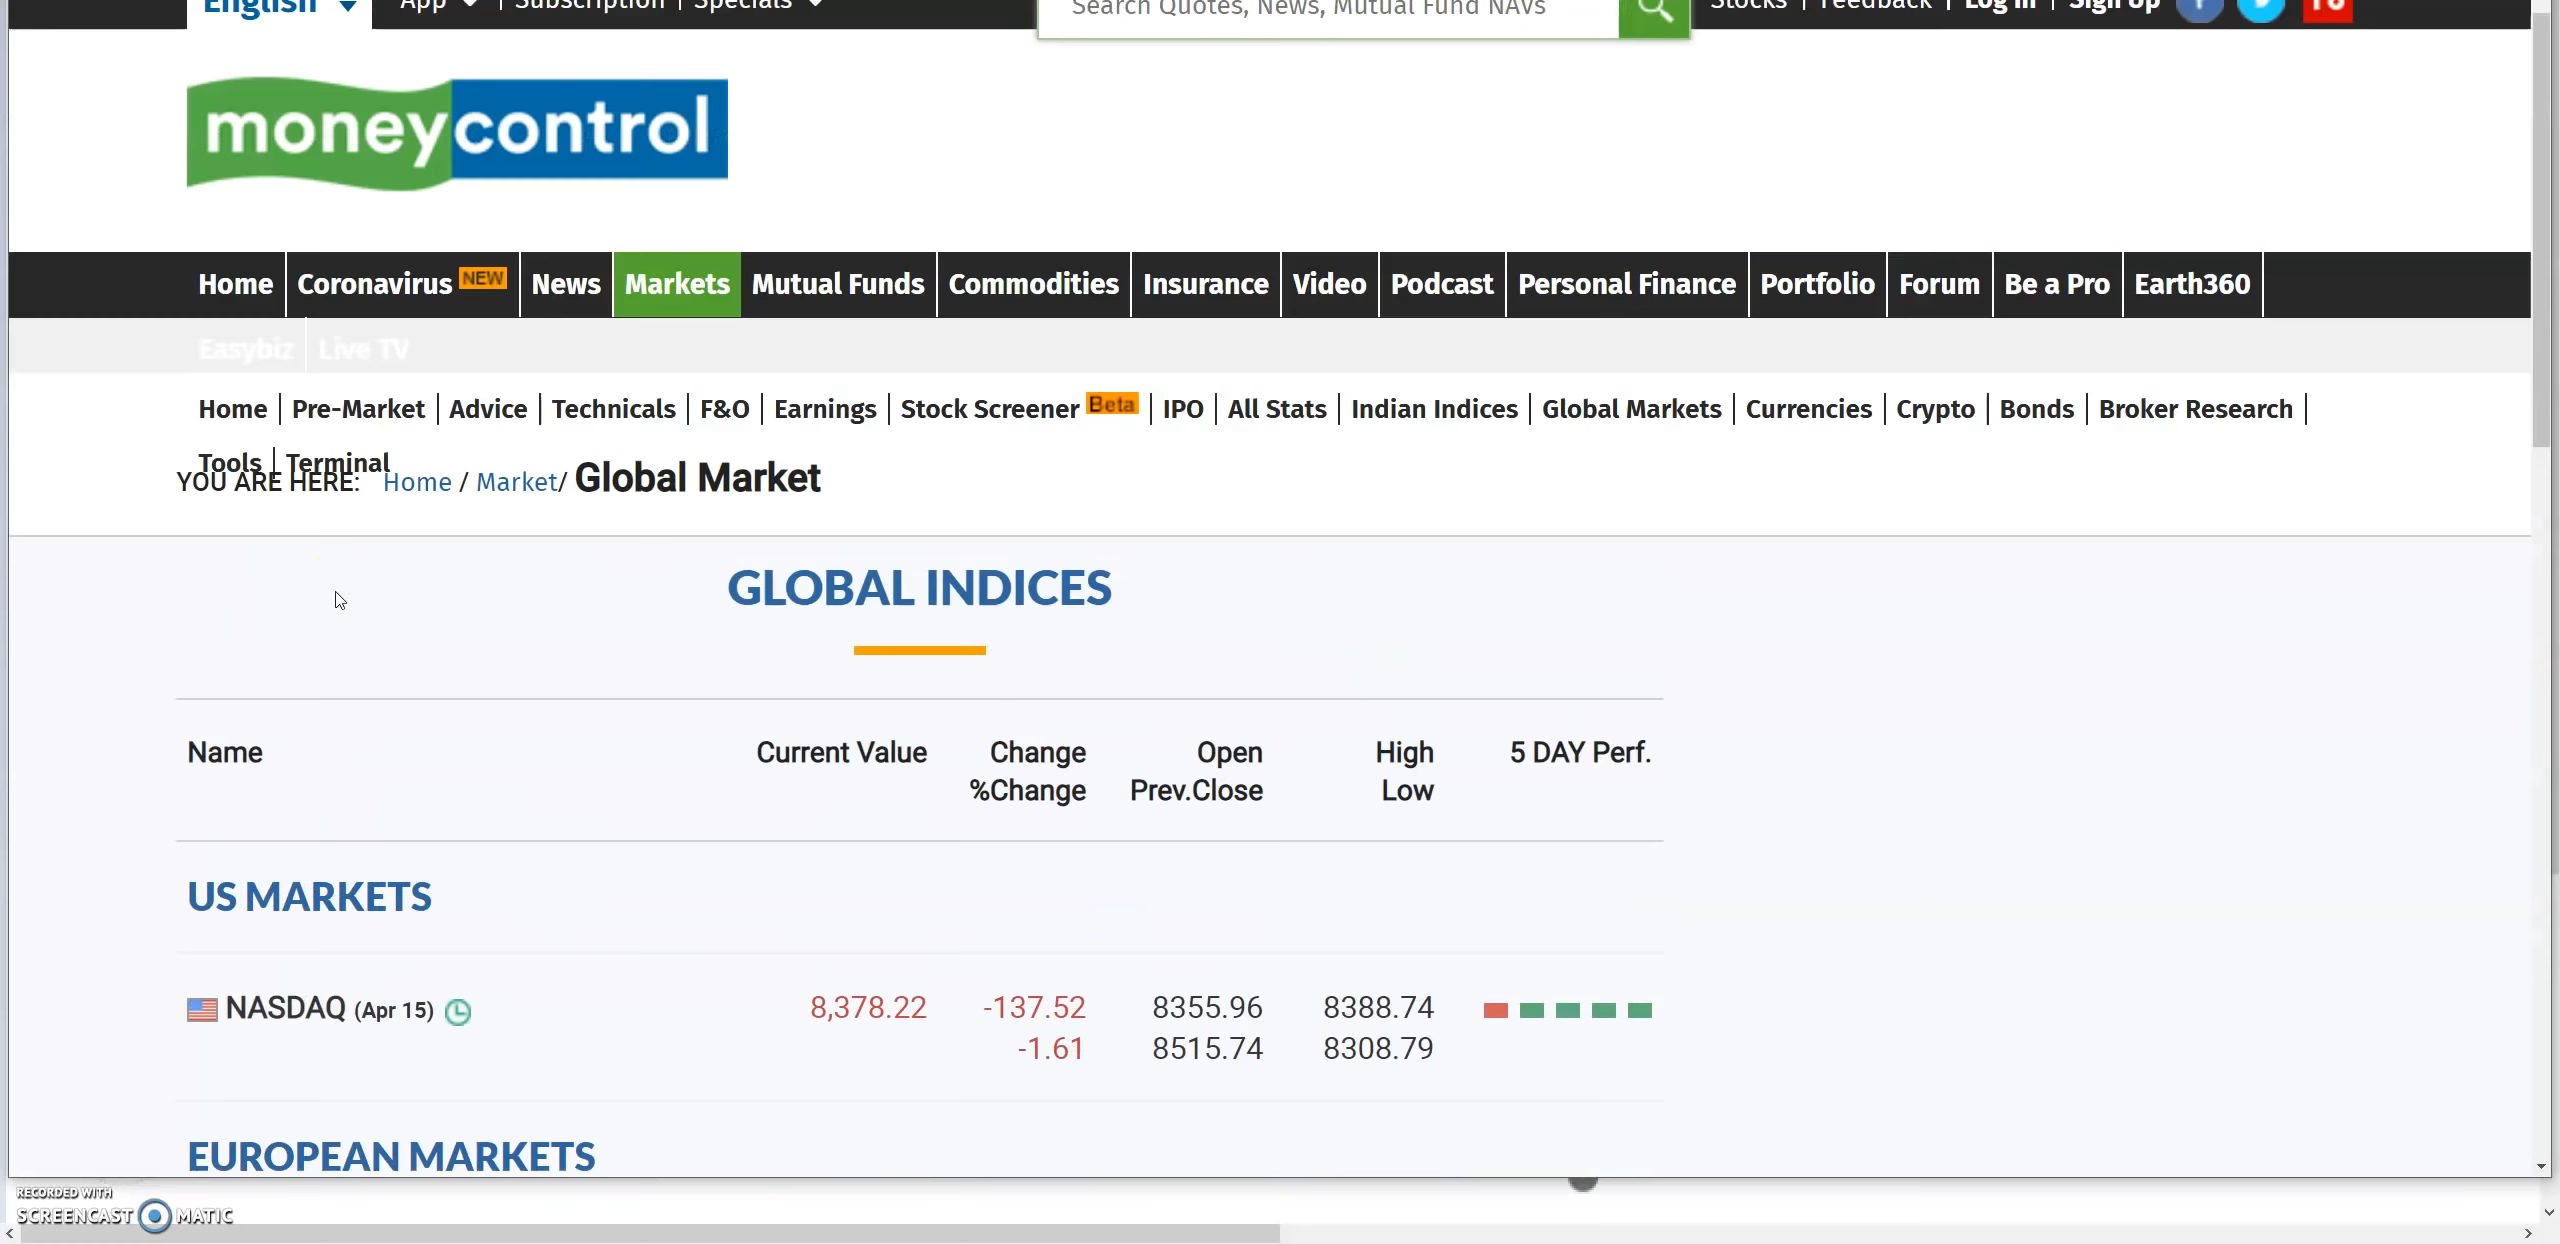 English App | Subscription | Specials Search Quotes, News, Mutual Fund NAVs Stocks | Feedback | Log In | Sign Up
moneycontrol
Home Coronavirus NEW News Markets Mutual Funds Commodities Insurance Video Podcast Personal Finance Portfolio Forum Be a Pro Earth360
Easybiz Live TV
Home | Pre-Market | Advice | Technicals | F&O | Earnings | Stock Screener Beta | IPO | All Stats | Indian Indices | Global Markets | Currencies | Crypto | Bonds | Broker Research |
Tools | Terminal
YOU ARE HERE: Home / Market/ Global Market
GLOBAL INDICES
Name Current Value Change Open High 5 DAY Perf.
%Change Prev.Close Low
US MARKETS
NASDAQ (Apr 15) 8,378.22 -137.52 8355.96 8388.74
-1.61 8515.74 8308.79
EUROPEAN MARKETS
RECORDED WITH
SCREENCAST MATIC